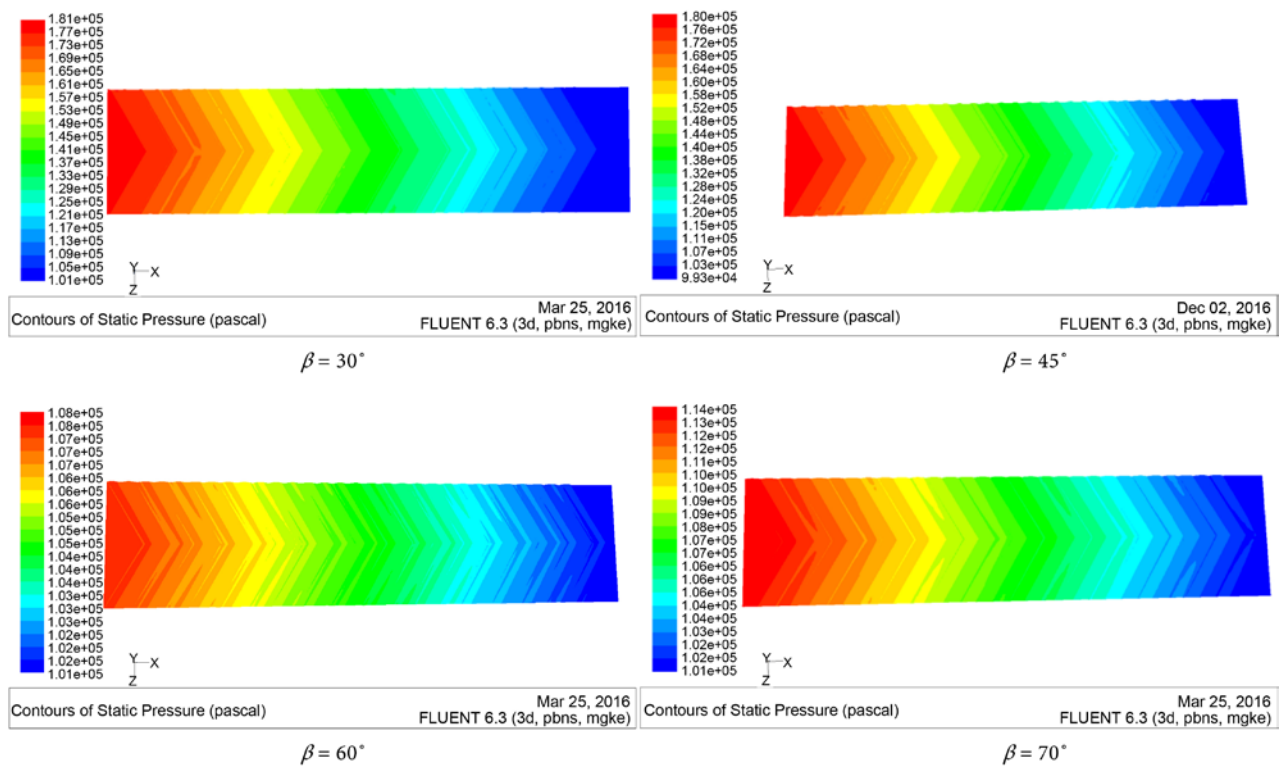 1.81e+05
1.77e+05
1.73e+05
1.69e+05
1.65e+05
1.61e+05
1.57e+05
1.53e+05
1.49e+05
1.45e+05
1.41e+05
1.37e+05
1.33e+05
1.29e+05
1.25e+05
1.21e+05
1.17e+05
1.13e+05
1.09e+05
1.05e+05
1.01e+05
Y
X
Z
Mar 25, 2016
Contours of Static Pressure (pascal)
FLUENT 6.3 (3d, pbns, mgke)
β = 30°
1.80e+05
1.76e+05
1.72e+05
1.68e+05
1.64e+05
1.60e+05
1.56e+05
1.52e+05
1.48e+05
1.44e+05
1.40e+05
1.36e+05
1.32e+05
1.28e+05
1.24e+05
1.20e+05
1.15e+05
1.11e+05
1.07e+05
1.03e+05
9.93e+04
Y
X
Z
Dec 02, 2016
Contours of Static Pressure (pascal)
FLUENT 6.3 (3d, pbns, mgke)
β = 45°
1.08e+05
1.08e+05
1.07e+05
1.07e+05
1.07e+05
1.06e+05
1.06e+05
1.06e+05
1.05e+05
1.05e+05
1.05e+05
1.04e+05
1.04e+05
1.04e+05
1.03e+05
1.03e+05
1.03e+05
1.02e+05
1.02e+05
1.02e+05
1.01e+05
Y
X
Z
Mar 25, 2016
Contours of Static Pressure (pascal)
FLUENT 6.3 (3d, pbns, mgke)
β = 60°
1.14e+05
1.13e+05
1.12e+05
1.12e+05
1.11e+05
1.10e+05
1.10e+05
1.09e+05
1.09e+05
1.08e+05
1.07e+05
1.07e+05
1.06e+05
1.06e+05
1.05e+05
1.04e+05
1.04e+05
1.03e+05
1.02e+05
1.02e+05
1.01e+05
Y
X
Z
Mar 25, 2016
Contours of Static Pressure (pascal)
FLUENT 6.3 (3d, pbns, mgke)
β = 70°